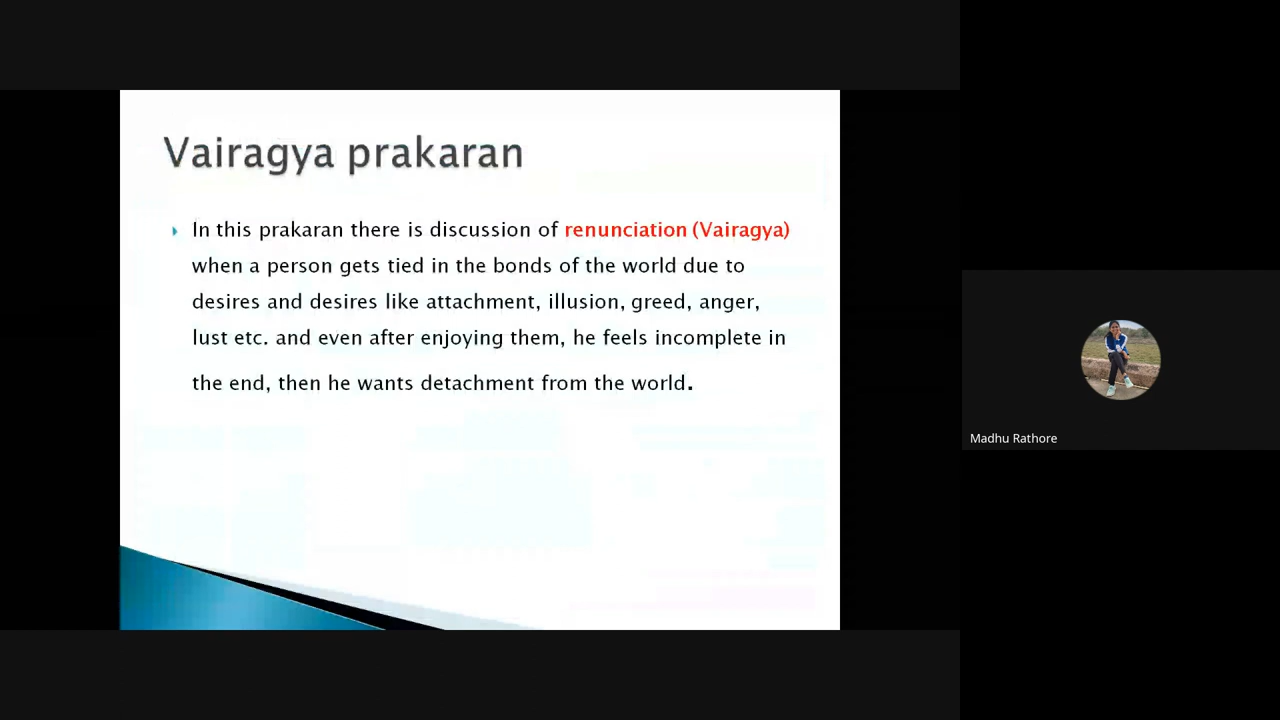 Vairagya prakaran
In this prakaran there is discussion of renunciation (Vairagya)
when a person gets tied in the bonds of the world due to
desires and desires like attachment, illusion, greed, anger,
lust etc. and even after enjoying them, he feels incomplete in
the end, then he wants detachment from the world.
Madhu Rathore